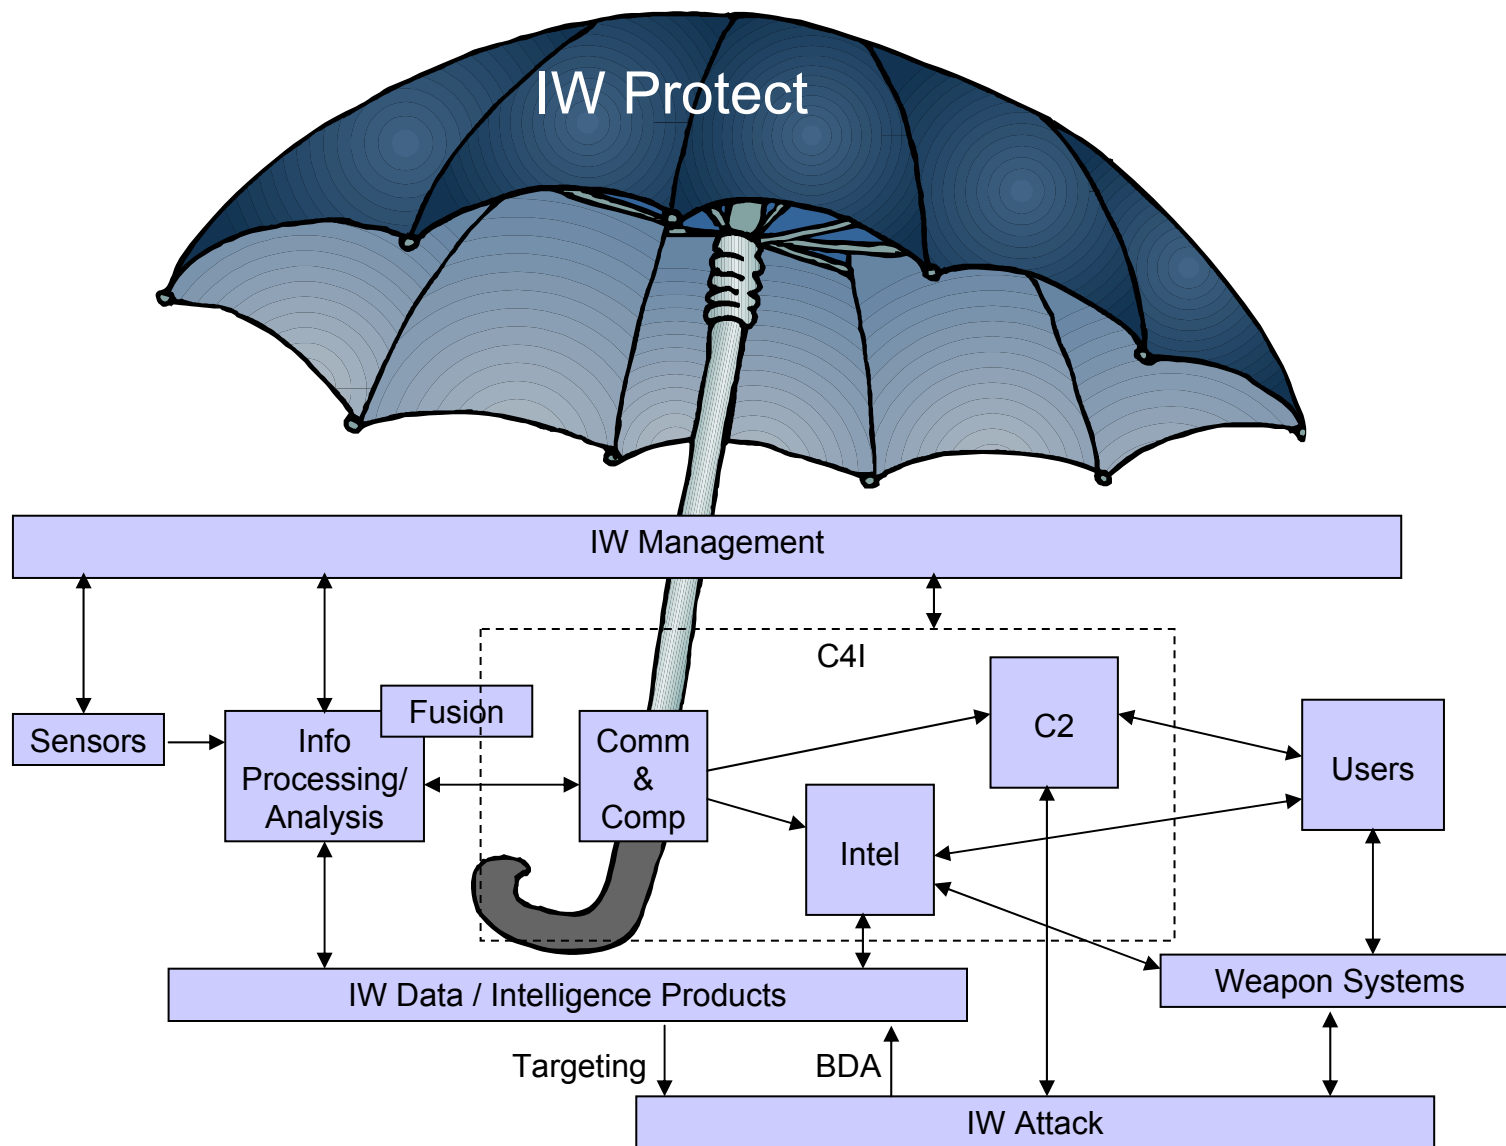 IW Protect
IW Management
C4I
Fusion
Sensors
Info
Processing/
Analysis
Comm
&
Comp
C2
Intel
Users
IW Data / Intelligence Products
Weapon Systems
Targeting
BDA
IW Attack